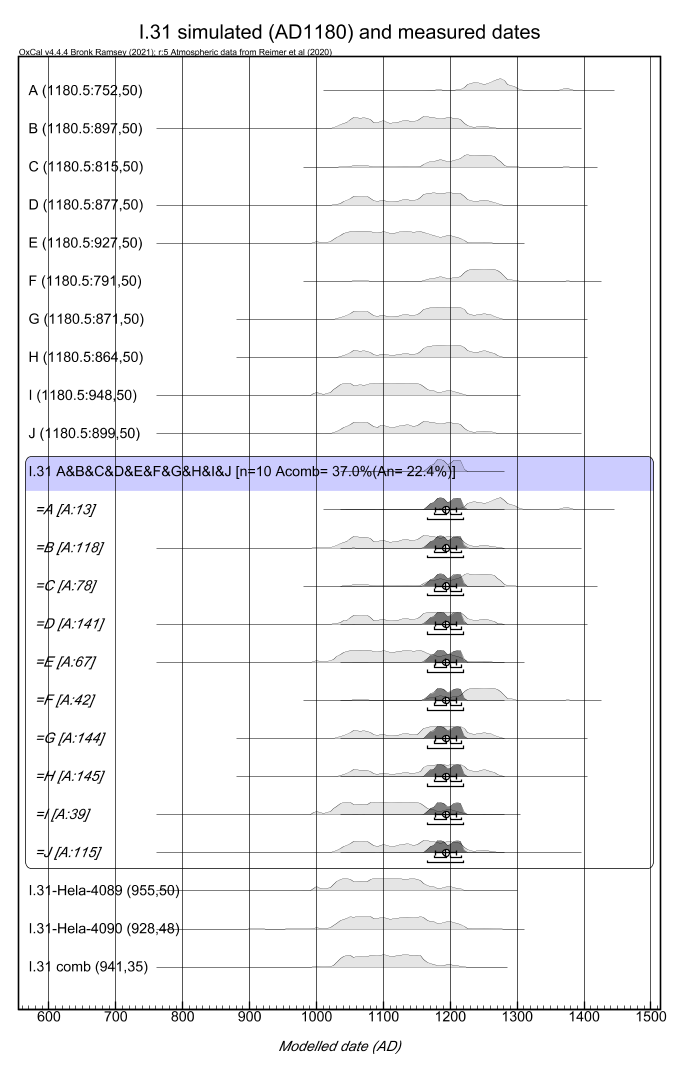 I.31 simulated (AD1180) and measured dates
OxCal v4.4.4 Bronk Ramsey (2021); r:5 Atmospheric data from Reimer et al (2020)
A (1180.5:752,50)
B (1180.5:897,50)
C (1180.5:815,50)
D (1180.5:877,50)
E (1180.5:927,50)
F (1180.5:791,50)
G (1180.5:871,50)
H (1180.5:864,50)
I (1180.5:948,50)
J (1180.5:899,50)
I.31 A&B&C&D&E&F&G&H&I&J [n=10 Acomb= 37.0%(An= 22.4%)]
=A [A:13]
=B [A:118]
=C [A:78]
=D [A:141]
=E [A:67]
=F [A:42]
=G [A:144]
=H [A:145]
=I [A:39]
=J [A:115]
I.31-Hela-4089 (955,50)
I.31-Hela-4090 (928,48)
I.31 comb (941,35)
600 700 800 900 1000 1100 1200 1300 1400 1500
Modelled date (AD)